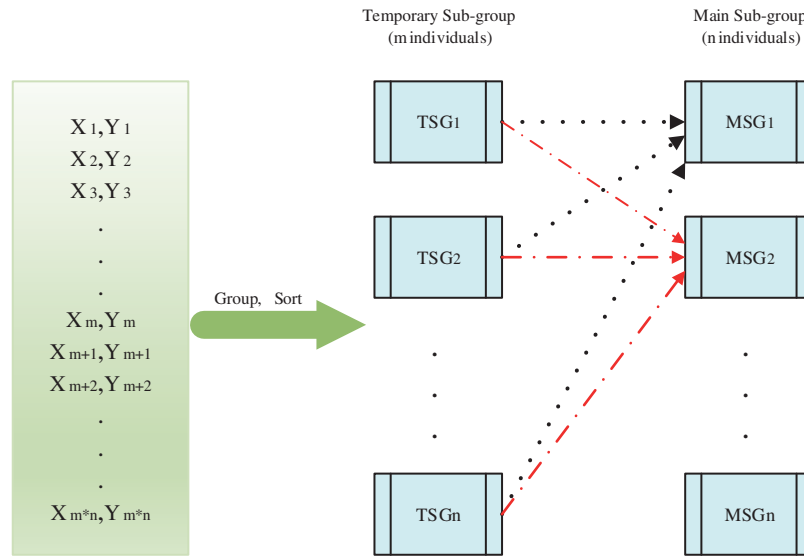 Temporary Sub-group
(m individuals)
Main Sub-group
(n individuals)
X1,Y1
X2,Y2
X3,Y3
.
.
.
Xm,Ym
Xm+1,Ym+1
Xm+2,Ym+2
.
.
.
Xm*n,Ym*n
Group, Sort
TSG1
TSG2
.
.
.
TSGn
MSG1
MSG2
.
.
.
MSGn